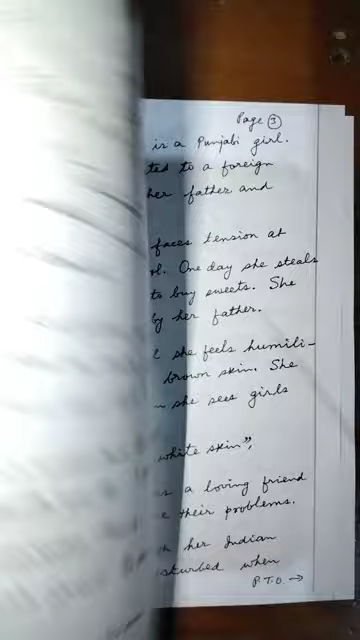 Page 3
is a Punjabi girl.
ted to a foreign
her father and
faces tension at
ol. One day she steals
to buy sweets. She
by her father.
l she feels humili-
brown skin. She
n she sees girls
white skin",
s a loving friend
e their problems.
h her Indian
sturbed when
P.T.O. →